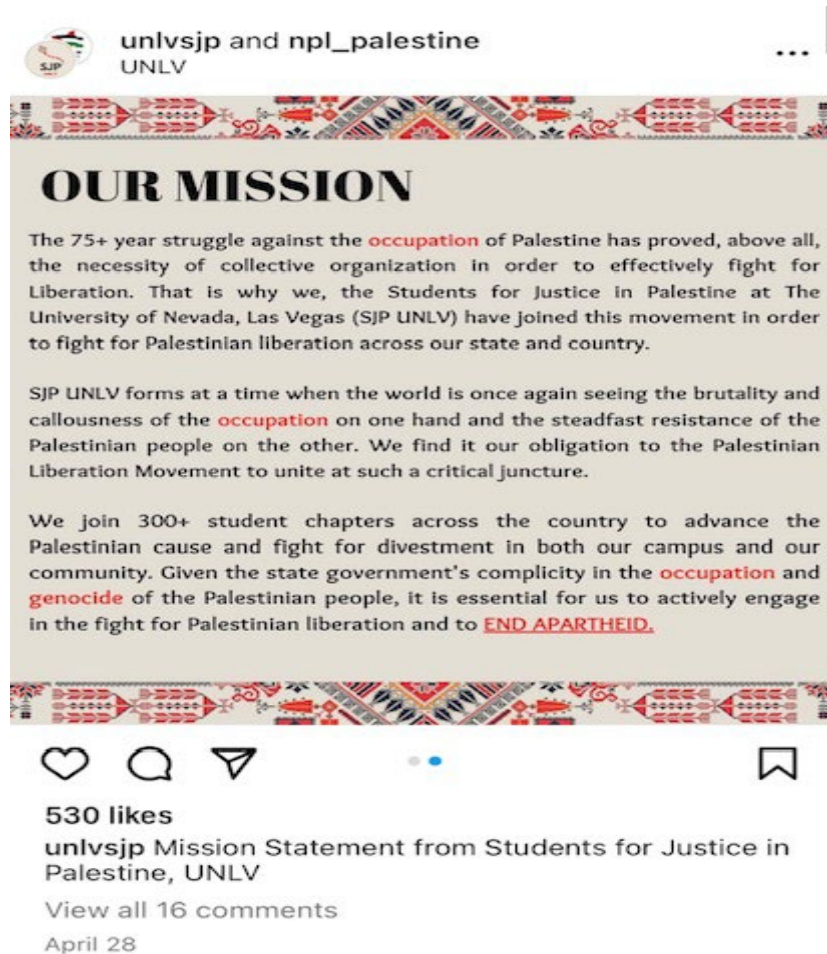 unlvsjp and npl_palestine
SJP
UNLV
OUR MISSION
The 75+ year struggle against the occupation of Palestine has proved, above all,
the necessity of collective organization in order to effectively fight for
Liberation. That is why we, the Students for Justice in Palestine at The
University of Nevada, Las Vegas (SJP UNLV) have joined this movement in order
to fight for Palestinian liberation across our state and country.
SJP UNLV forms at a time when the world is once again seeing the brutality and
callousness of the occupation on one hand and the steadfast resistance of the
Palestinian people on the other. We find it our obligation to the Palestinian
Liberation Movement to unite at such a critical juncture.
We join 300+ student chapters across the country to advance the
Palestinian cause and fight for divestment in both our campus and our
community. Given the state government's complicity in the occupation and
genocide of the Palestinian people, it is essential for us to actively engage
in the fight for Palestinian liberation and to END APARTHEID.
530 likes
unlvsjp Mission Statement from Students for Justice in
Palestine, UNLV
View all 16 comments
April 28